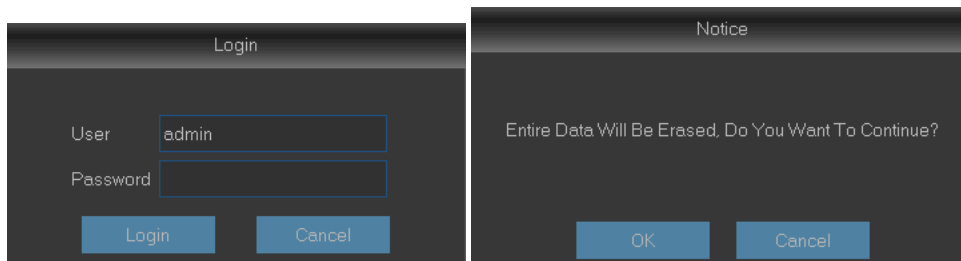 Login
User admin
Password
Login Cancel
Notice
Entire Data Will Be Erased, Do You Want To Continue?
OK Cancel